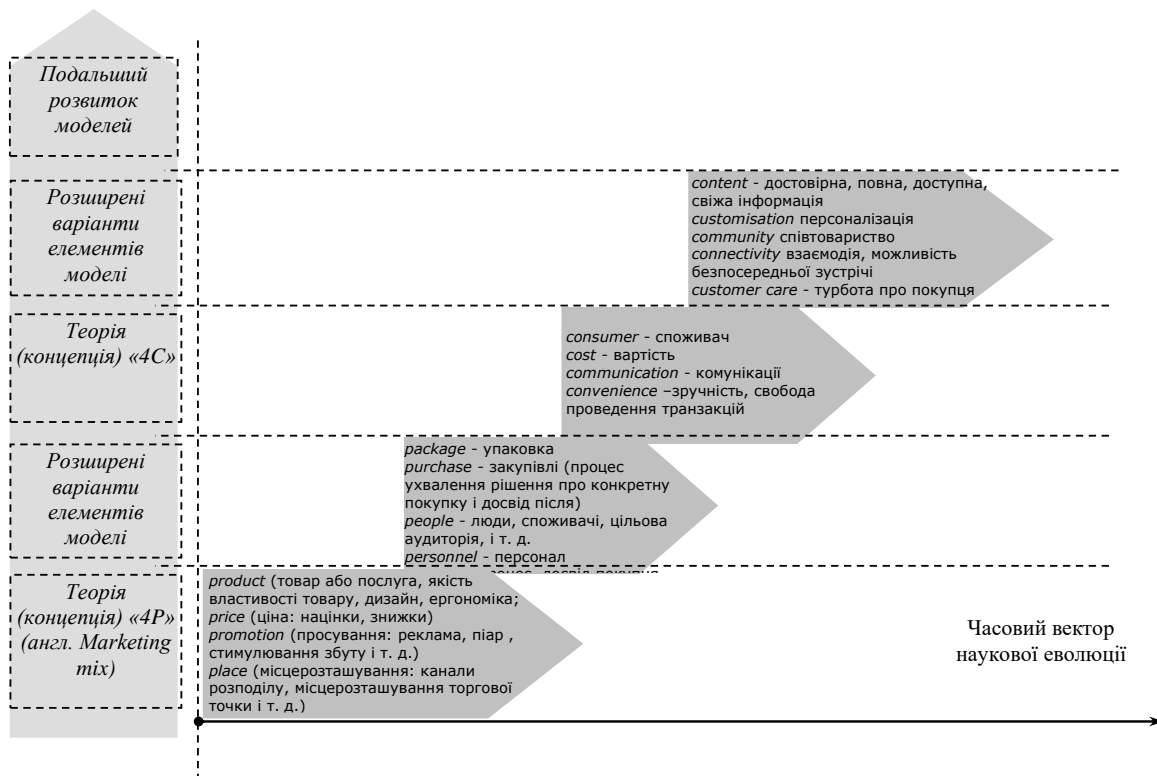 Подальший
розвиток
моделей
Розширені
варіанти
елементів
моделі
content - достовірна, повна, доступна,
свіжа інформація
customisation персоналізація
community співтовариство
connectivity взаємодія, можливість
безпосередньої зустрічі
customer care - турбота про покупця
Теорія
(концепція) «4С»
consumer - споживач
cost - вартість
communication - комунікації
convenience –зручність, свобода
проведення транзакцій
Розширені
варіанти
елементів
моделі
package - упаковка
purchase - закупівлі (процес
ухвалення рішення про конкретну
покупку і досвід після)
people - люди, споживачі, цільова
аудиторія, і т. д.
personnel - персонал
Теорія
(концепція) «4Р»
(англ. Marketing
mix)
product (товар або послуга, якість
властивості товару, дизайн, ергономіка;
price (ціна: націнки, знижки)
promotion (просування: реклама, піар ,
стимулювання збуту і т. д.)
place (місцерозташування: канали
розподілу, місцерозташування торгової
точки і т. д.)
Часовий вектор
наукової еволюції